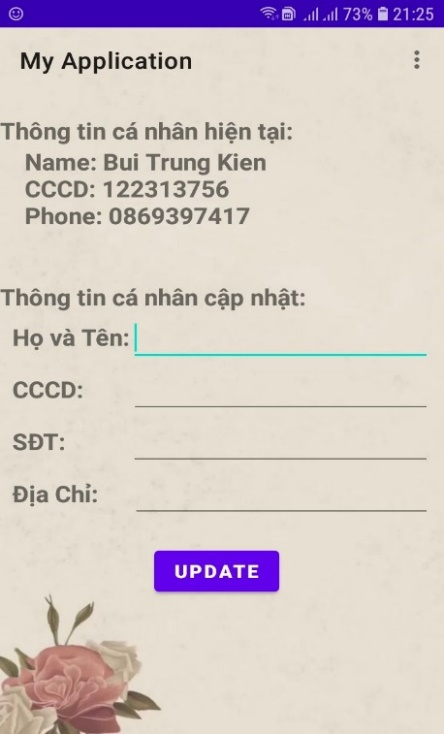 73% 21:25
My Application
Thông tin cá nhân hiện tại:
Name: Bui Trung Kien
CCCD: 122313756
Phone: 0869397417
Thông tin cá nhân cập nhật:
Họ và Tên:
CCCD:
SĐT:
Địa Chỉ:
UPDATE